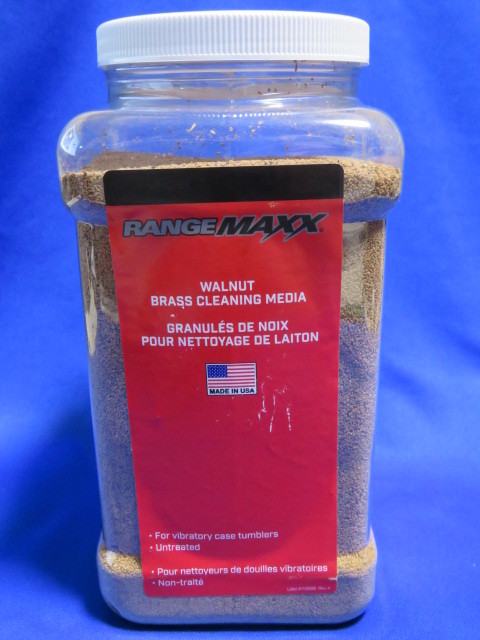 RANGEMAXX
WALNUT
BRASS CLEANING MEDIA
GRANULÉS DE NOIX
POUR NETTOYAGE DE LAITON
MADE IN USA
• For vibratory case tumblers
• Untreated
• Pour nettoyeurs de douilles vibratoires
• Non-traité